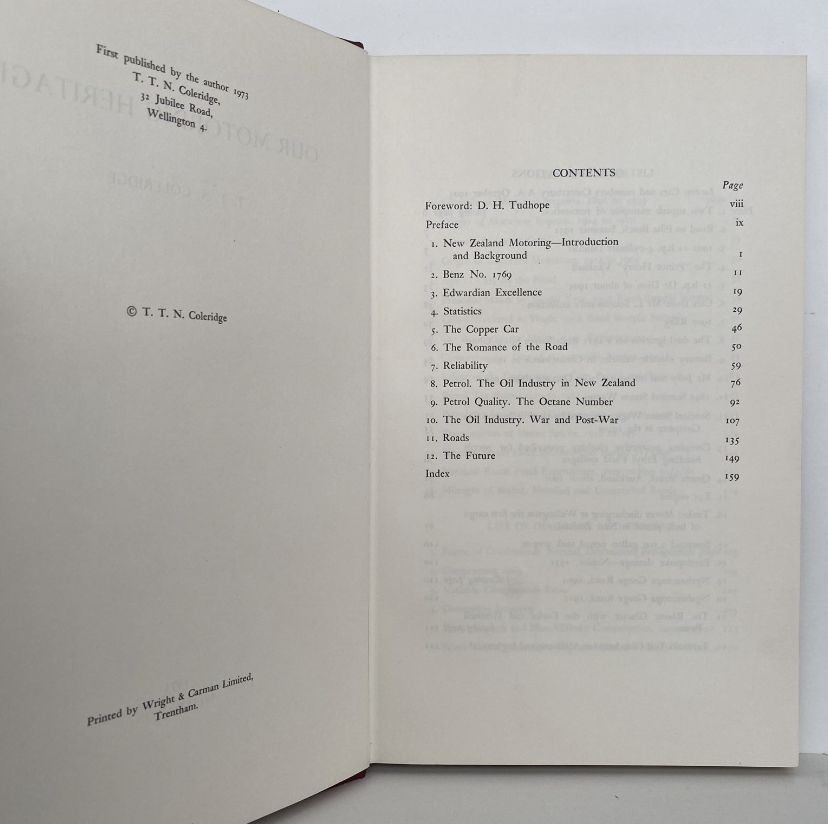 First published by the author 1973
T. T. N. Coleridge,
32 Jubilee Road,
Wellington 4.
© T. T. N. Coleridge
Printed by Wright & Carman Limited,
Trentham.
CONTENTS
Page
Foreword: D. H. Tudhope viii
Preface ix
1. New Zealand Motoring—Introduction
and Background 1
2. Benz No. 1769 11
3. Edwardian Excellence 19
4. Statistics 29
5. The Copper Car 46
6. The Romance of the Road 50
7. Reliability 59
8. Petrol. The Oil Industry in New Zealand 76
9. Petrol Quality. The Octane Number 92
10. The Oil Industry. War and Post-War 107
11. Roads 135
12. The Future 149
Index 159